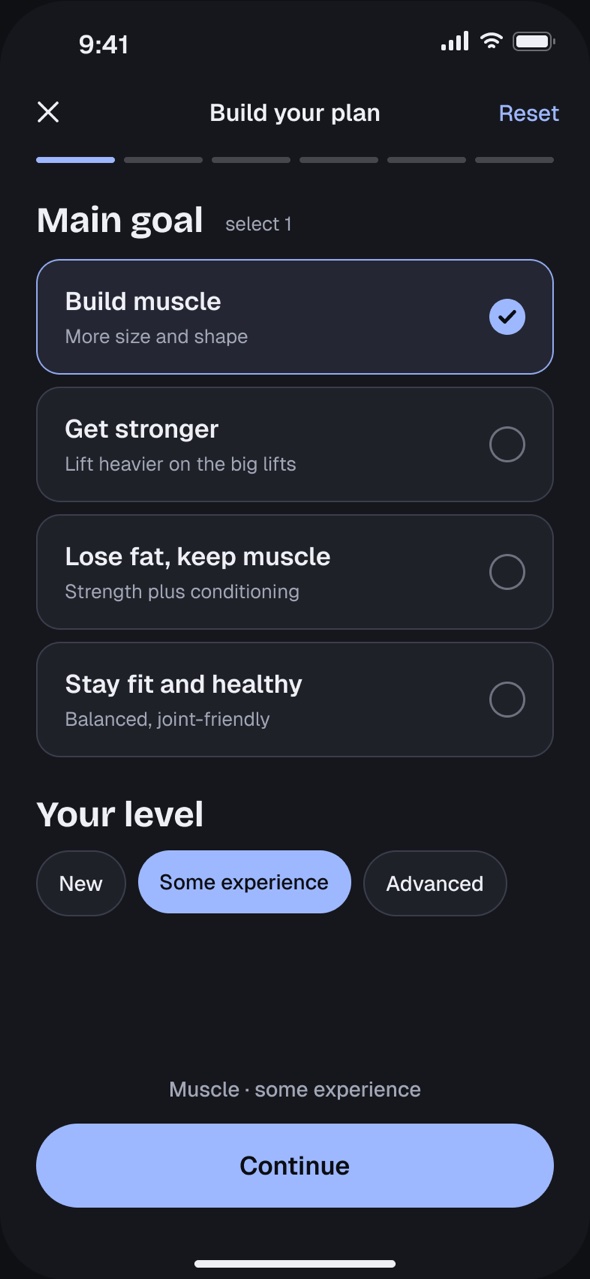 9:41
Build your plan
Reset
Main goal select 1
Build muscle
More size and shape
Get stronger
Lift heavier on the big lifts
Lose fat, keep muscle
Strength plus conditioning
Stay fit and healthy
Balanced, joint-friendly
Your level
New
Some experience
Advanced
Muscle · some experience
Continue